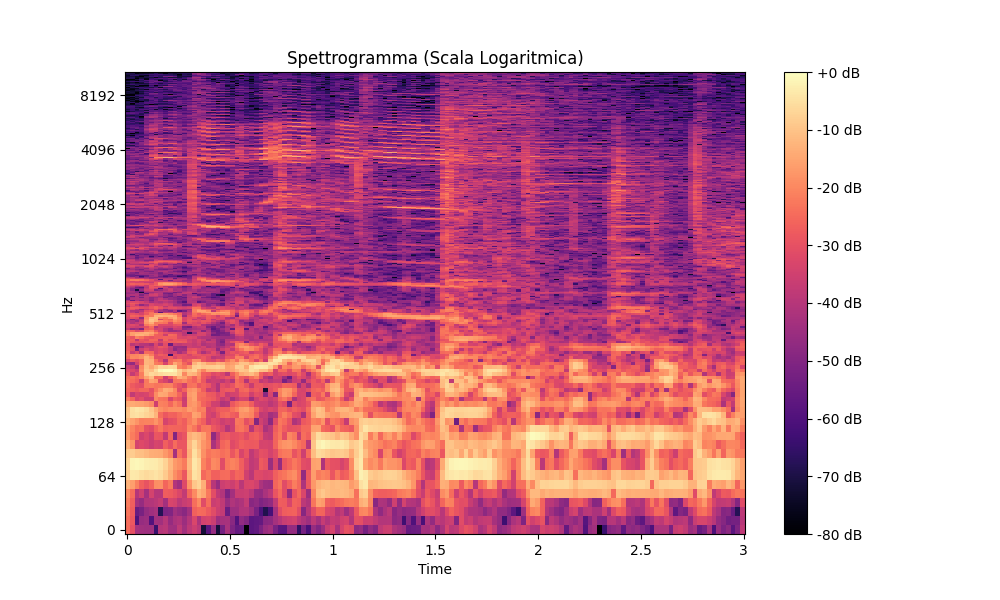 Spettrogramma (Scala Logaritmica)
Hz
8192
4096
2048
1024
512
256
128
64
0
0
0.5
1
1.5
2
2.5
3
Time
+0 dB
-10 dB
-20 dB
-30 dB
-40 dB
-50 dB
-60 dB
-70 dB
-80 dB